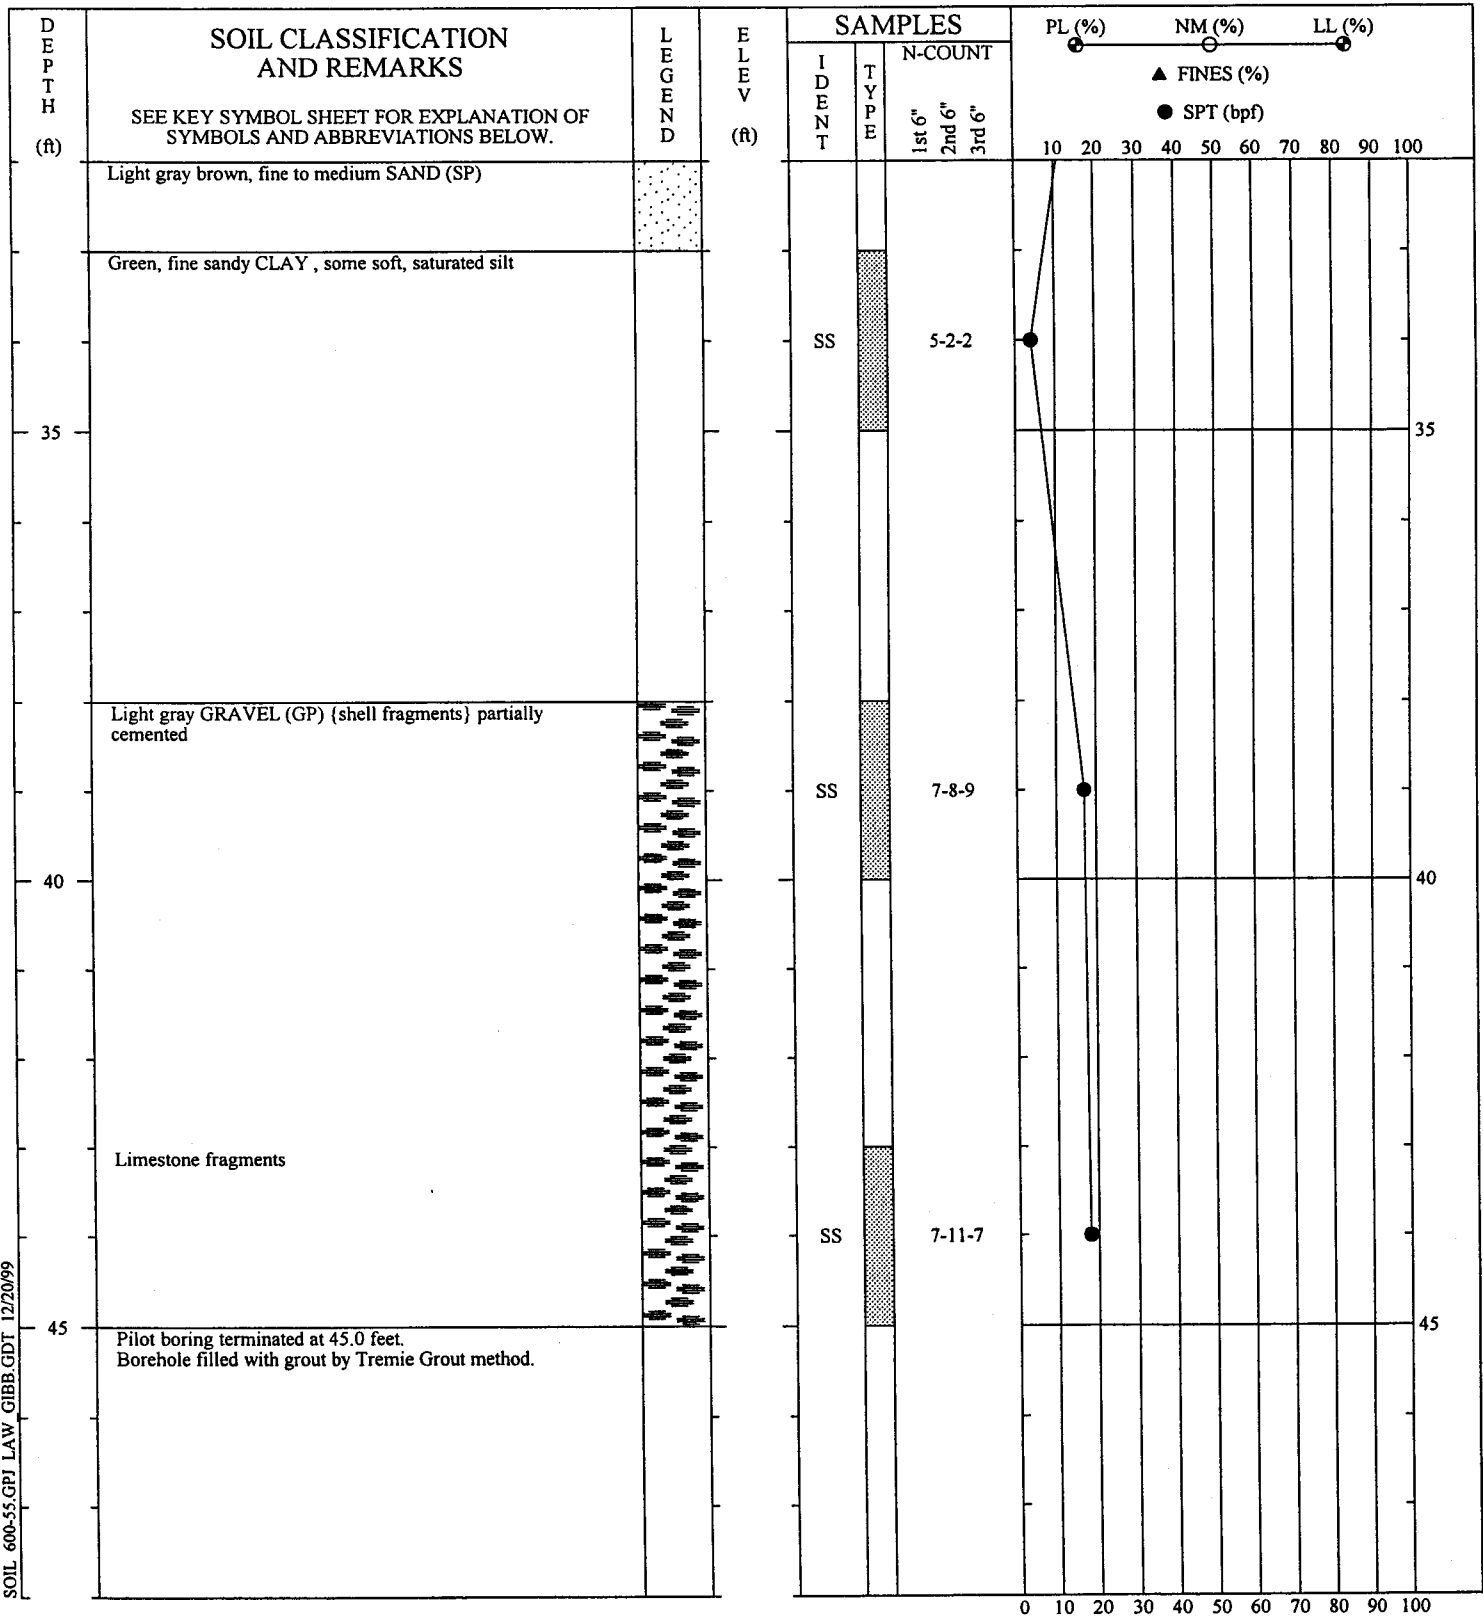 DEPTH
(ft)
SOIL CLASSIFICATION
AND REMARKS
SEE KEY SYMBOL SHEET FOR EXPLANATION OF
SYMBOLS AND ABBREVIATIONS BELOW.
LEGEND
ELEV
(ft)
SAMPLES
IDENT
TYPE
N-COUNT
1st 6"
2nd 6"
3rd 6"
PL (%) NM (%) LL (%)
▲ FINES (%)
● SPT (bpf)
10 20 30 40 50 60 70 80 90 100
Light gray brown, fine to medium SAND (SP)
Green, fine sandy CLAY , some soft, saturated silt
SS 5-2-2
35 35
Light gray GRAVEL (GP) {shell fragments} partially
cemented
SS 7-8-9
40 40
Limestone fragments
SS 7-11-7
45 45
Pilot boring terminated at 45.0 feet.
Borehole filled with grout by Tremie Grout method.
0 10 20 30 40 50 60 70 80 90 100
SOIL 600-55.GPJ LAW_GIBB.GDT 12/20/99